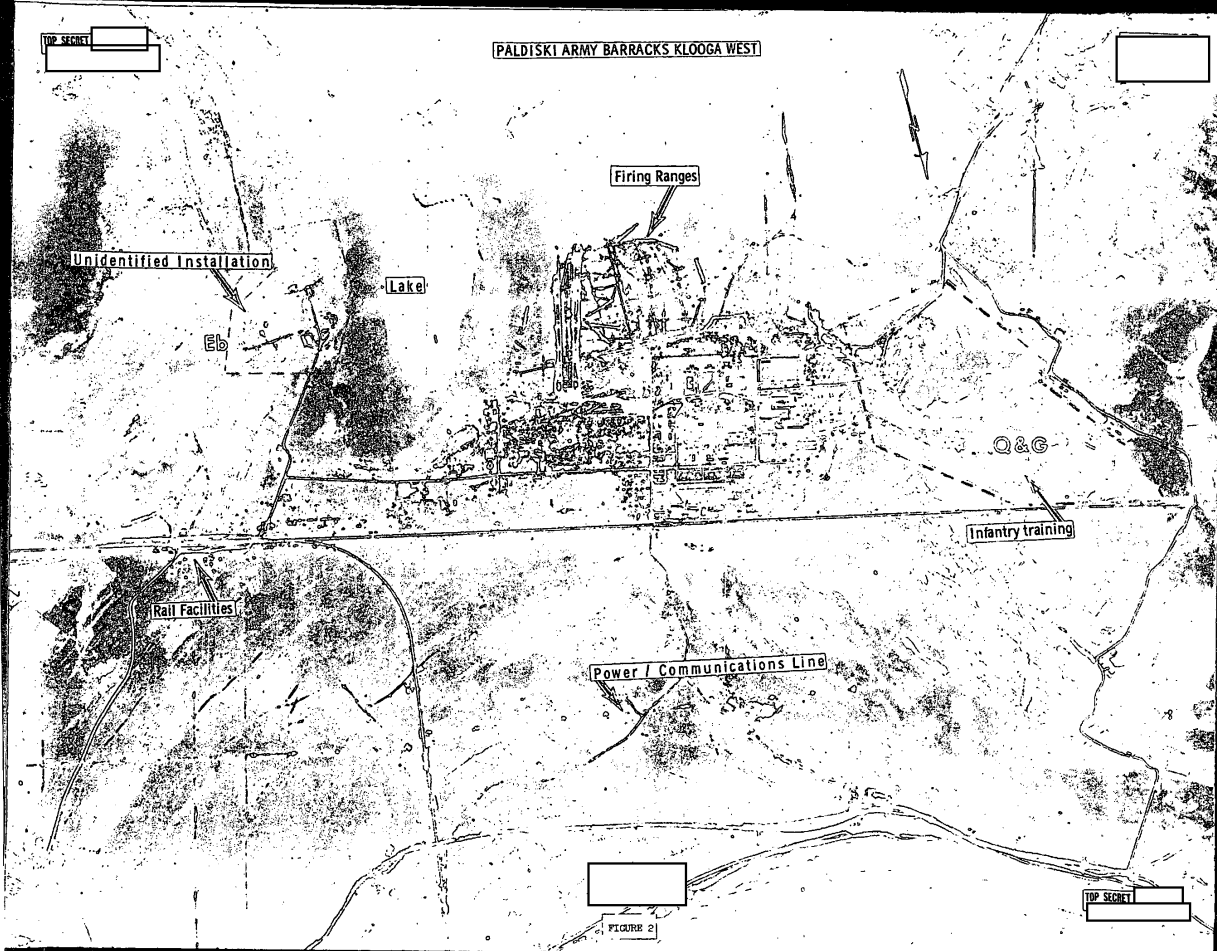 TOP SECRET
PALDISKI ARMY BARRACKS KLOOGA WEST
Firing Ranges
Unidentified Installation
Lake
Eb
Q&G
Infantry training
Rail Facilities
Power / Communications Line
TOP SECRET
FIGURE 2